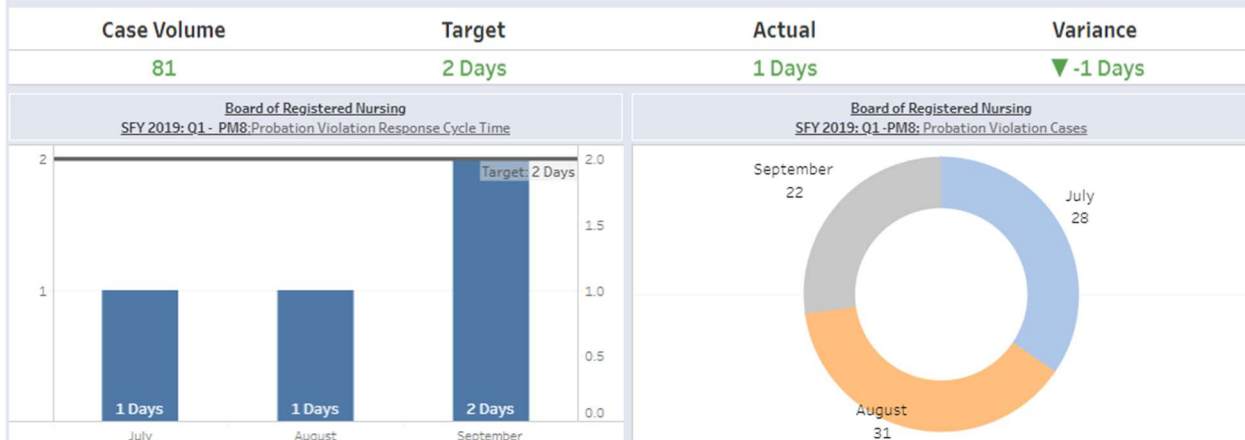 Case Volume Target Actual Variance
81 2 Days 1 Days ▼ -1 Days
Board of Registered Nursing
SFY 2019: Q1 - PM8:Probation Violation Response Cycle Time
2 2.0
Target: 2 Days
1.5
1 1.0
0.5
1 Days 1 Days 2 Days 0.0
July August September
Board of Registered Nursing
SFY 2019: Q1 -PM8: Probation Violation Cases
September
22
July
28
August
31